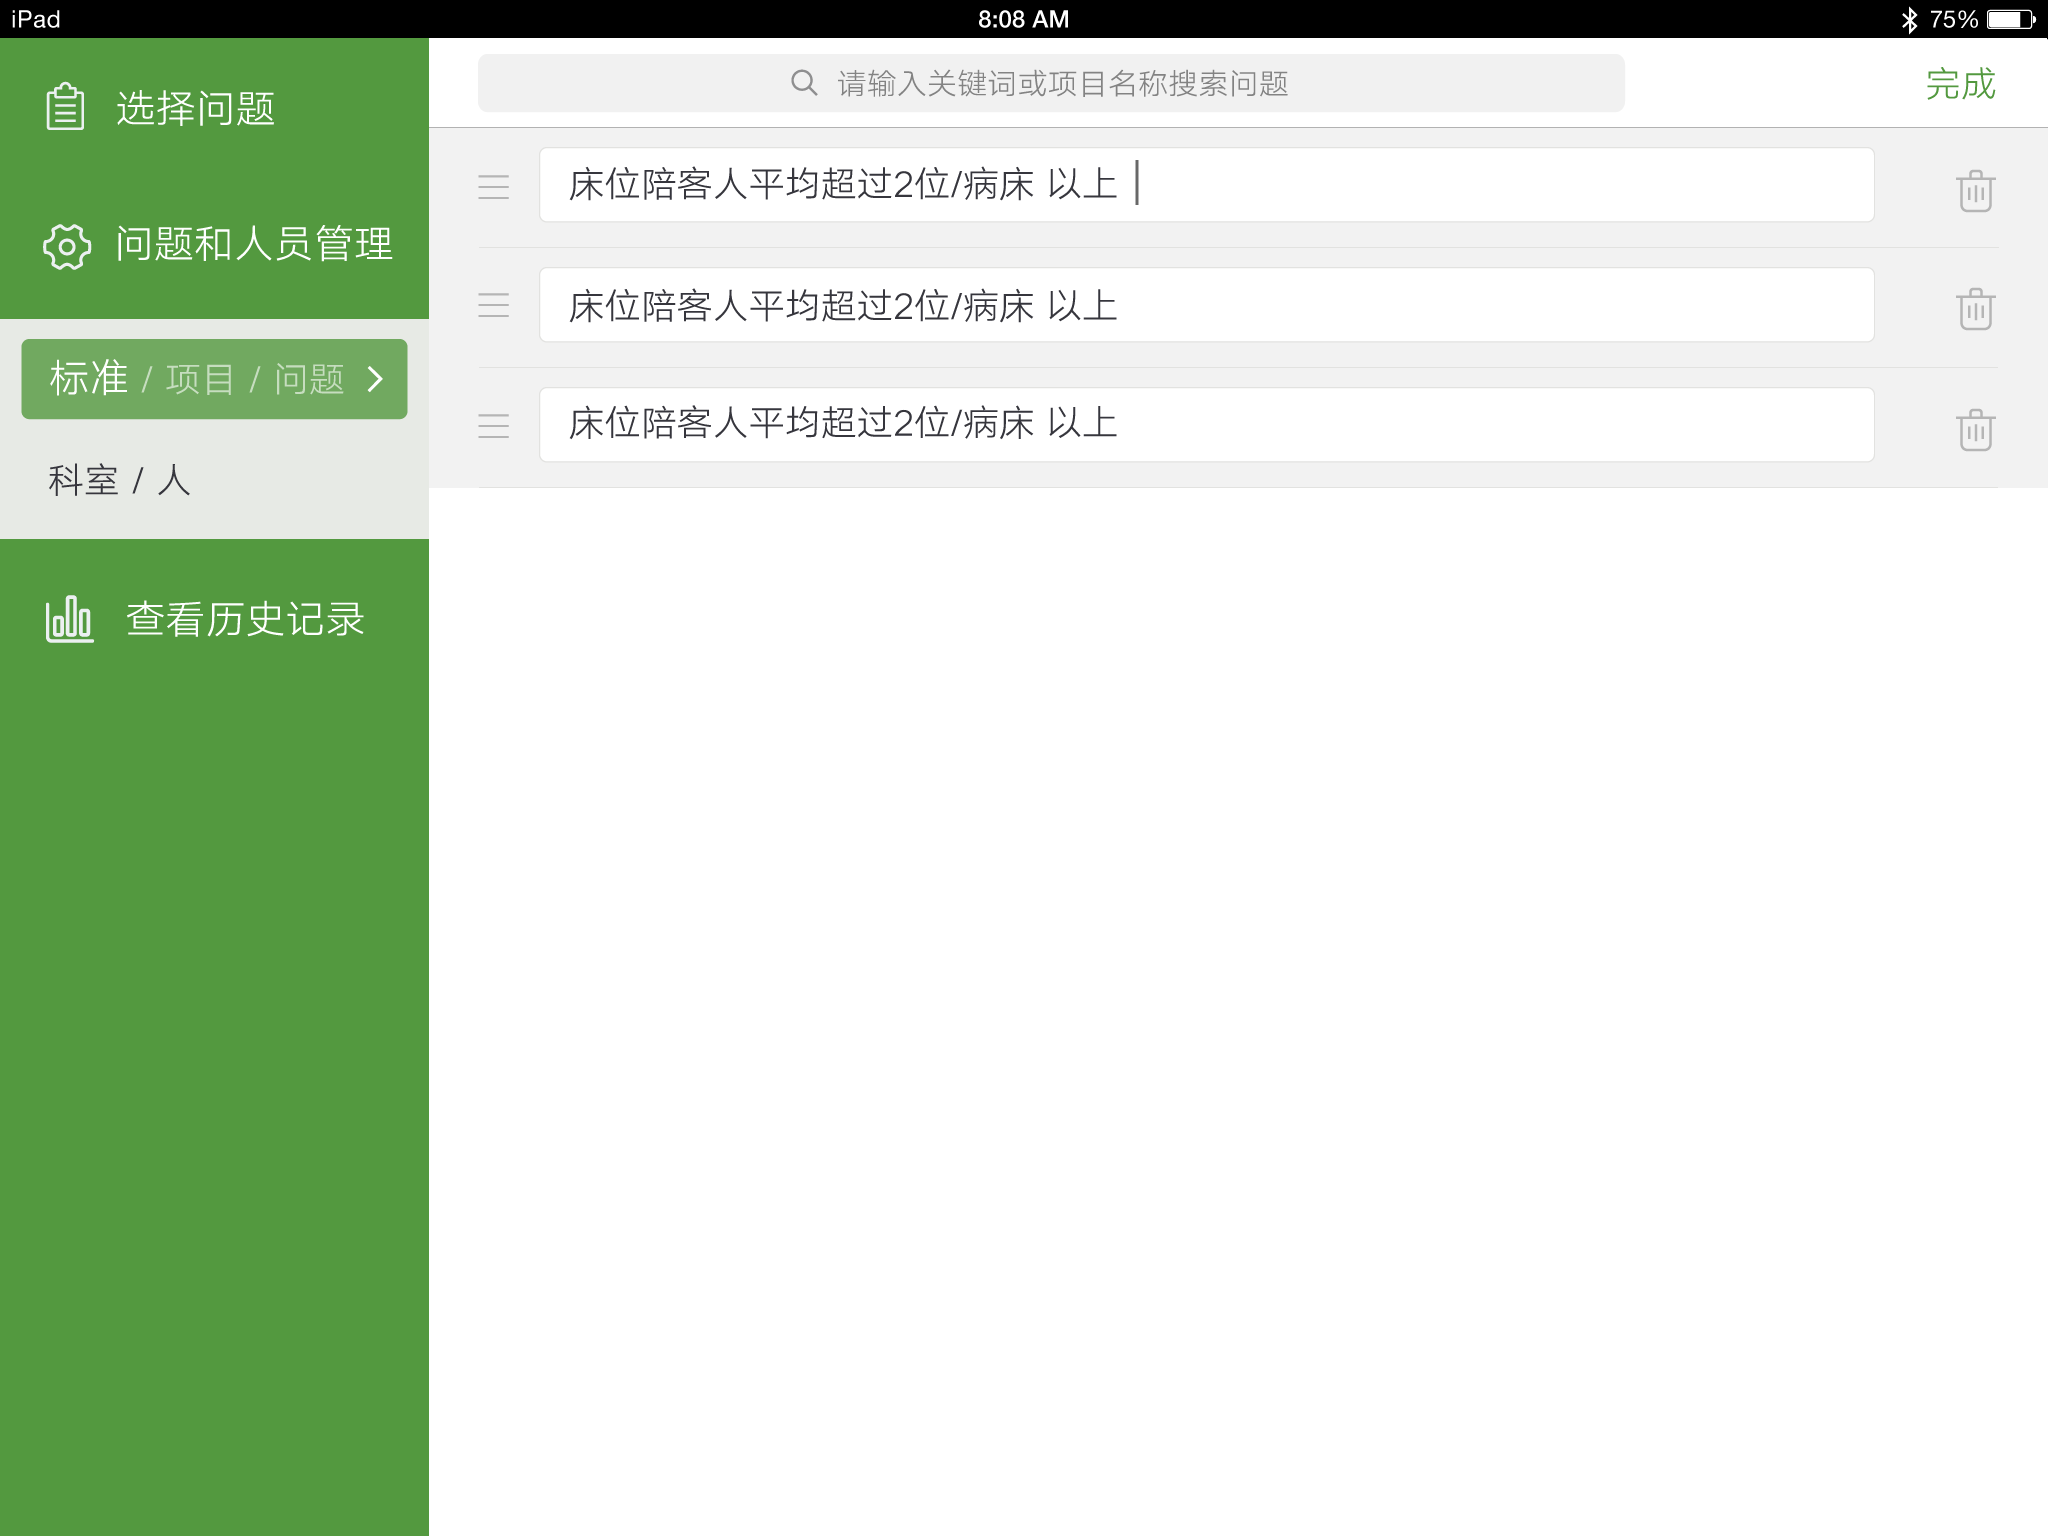 iPad
8:08 AM
75%
选择问题
问题和人员管理
标准 / 项目 / 问题
科室 / 人
查看历史记录
请输入关键词或项目名称搜索问题
完成
床位陪客人平均超过2位/病床 以上
床位陪客人平均超过2位/病床 以上
床位陪客人平均超过2位/病床 以上